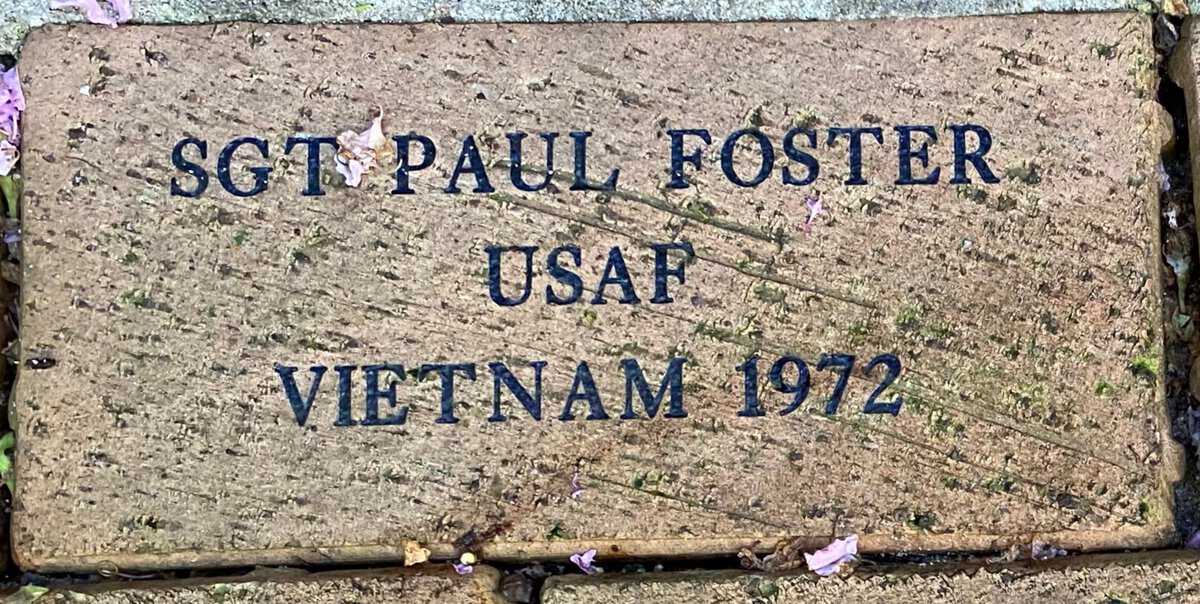 SGT PAUL FOSTER
USAF
VIETNAM 1972